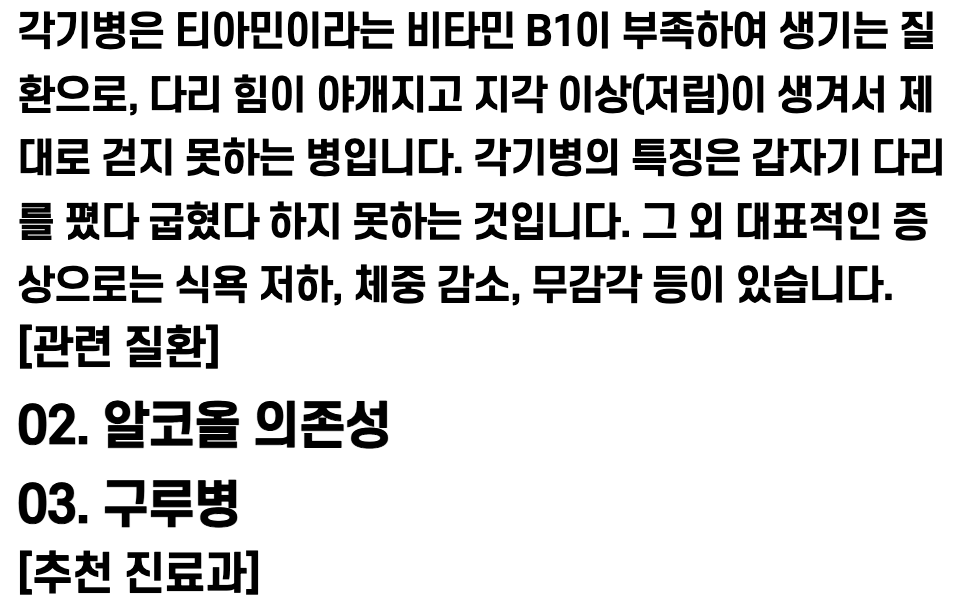 각기병은 티아민이라는 비타민 B1이 부족하여 생기는 질
환으로, 다리 힘이 야개지고 지각 이상(저림)이 생겨서 제
대로 걷지 못하는 병입니다. 각기병의 특징은 갑자기 다리
를 폈다 굽혔다 하지 못하는 것입니다. 그 외 대표적인 증
상으로는 식욕 저하, 체중 감소, 무감각 등이 있습니다.
[관련 질환]
02. 알코올 의존성
03. 구루병
[추천 진료과]